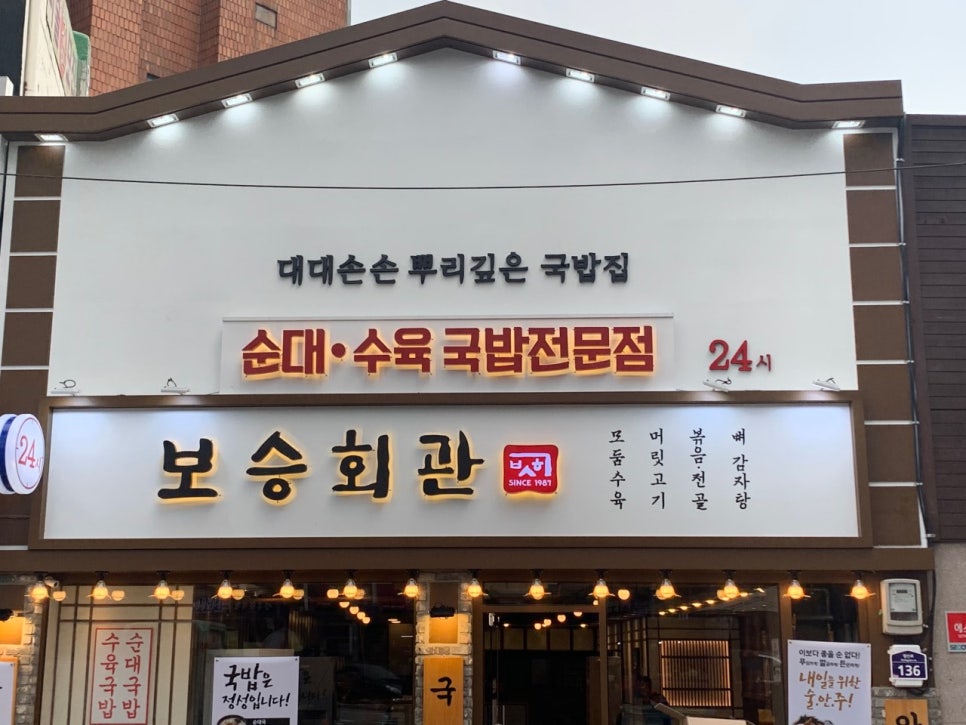 대대손손 뿌리깊은 국밥집
순대·수육 국밥전문점
24시
24시
보승회관
SINCE 1987
뼈 감자탕
볶음·전골
머릿고기
모둠수육
순대국밥
수육국밥
국밥은
정성입니다!
순대국
국
이보다 좋을 순 없다!
내일을 위한
술.안.주!
136